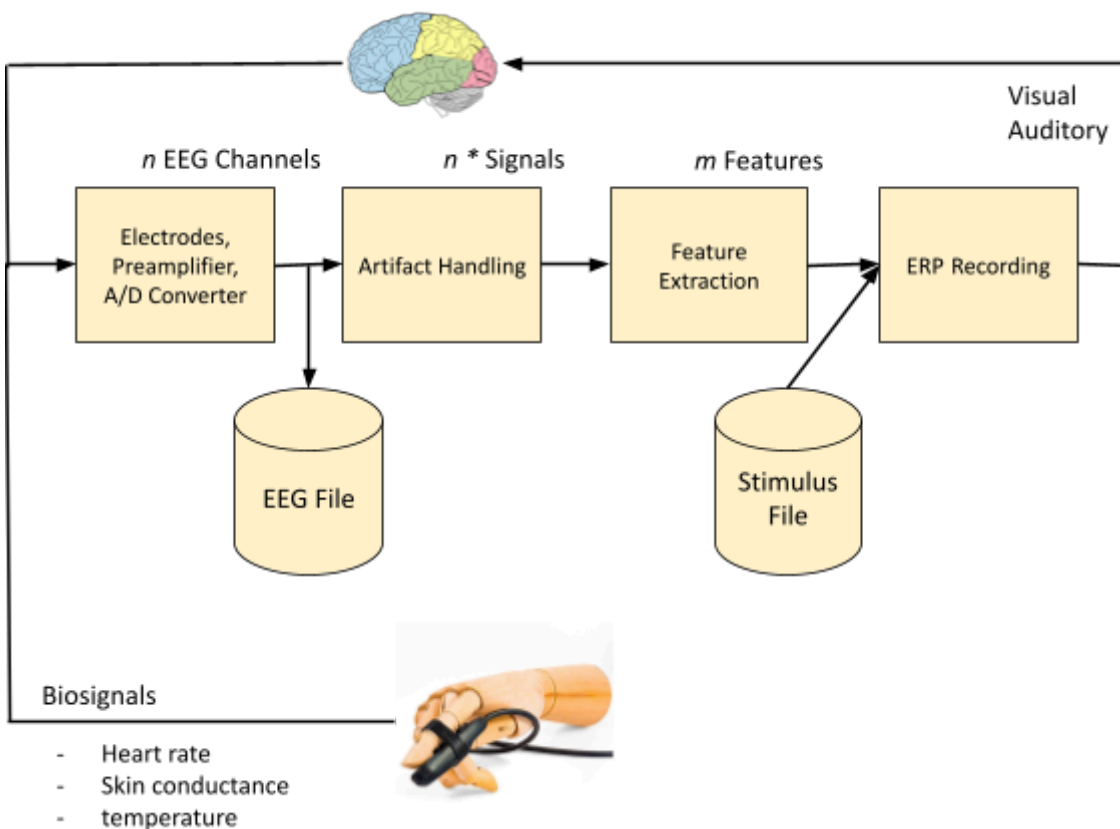 Visual
Auditory
n EEG Channels
n * Signals
m Features
Electrodes,
Preamplifier,
A/D Converter
Artifact Handling
Feature
Extraction
ERP Recording
EEG File
Stimulus
File
Biosignals
- Heart rate
- Skin conductance
- temperature